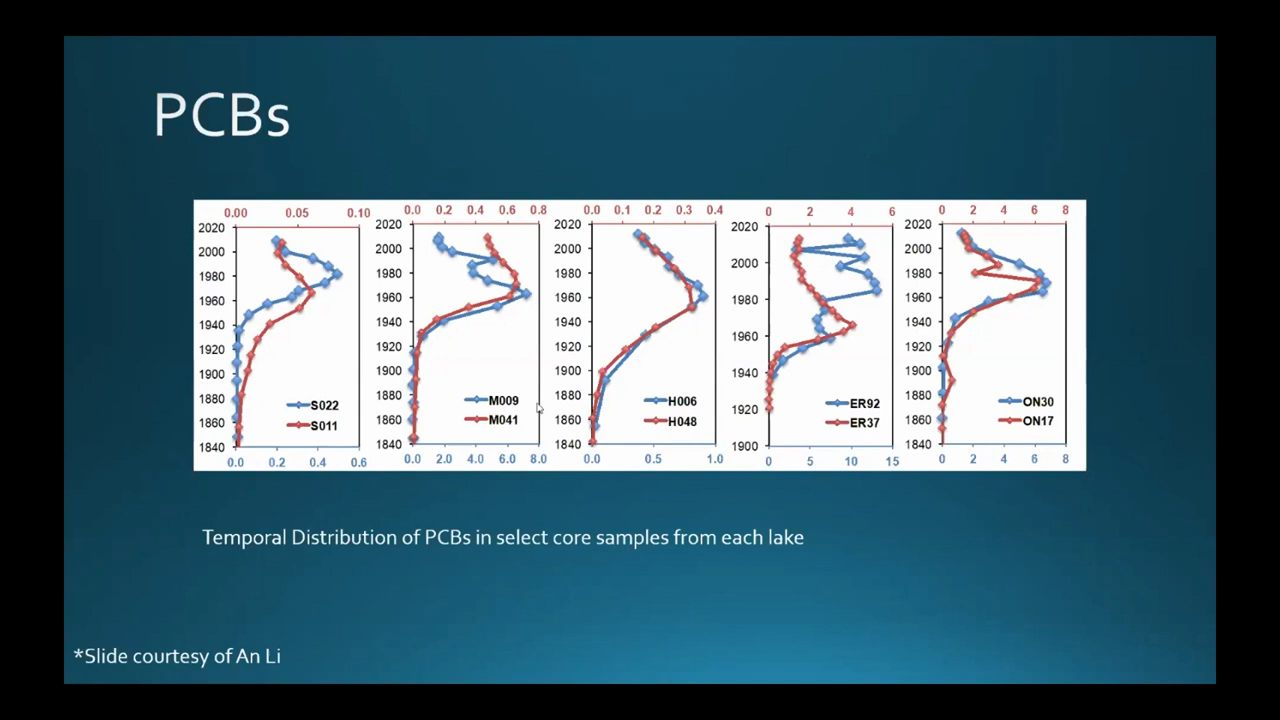 PCBs
0.00 0.05 0.10
2020
2000
1980
1960
1940
1920
1900
1880
1860
1840
S022
S011
0.0 0.2 0.4 0.6
0.0 0.2 0.4 0.6 0.8
2020
2000
1980
1960
1940
1920
1900
1880
1860
1840
M009
M041
0.0 2.0 4.0 6.0 8.0
0.0 0.1 0.2 0.3 0.4
2020
2000
1980
1960
1940
1920
1900
1880
1860
1840
H006
H048
0.0 0.5 1.0
0 2 4 6
2020
2000
1980
1960
1940
1920
1900
ER92
ER37
0 5 10 15
0 2 4 6 8
2020
2000
1980
1960
1940
1920
1900
1880
1860
1840
ON30
ON17
0 2 4 6 8
Temporal Distribution of PCBs in select core samples from each lake
*Slide courtesy of An Li